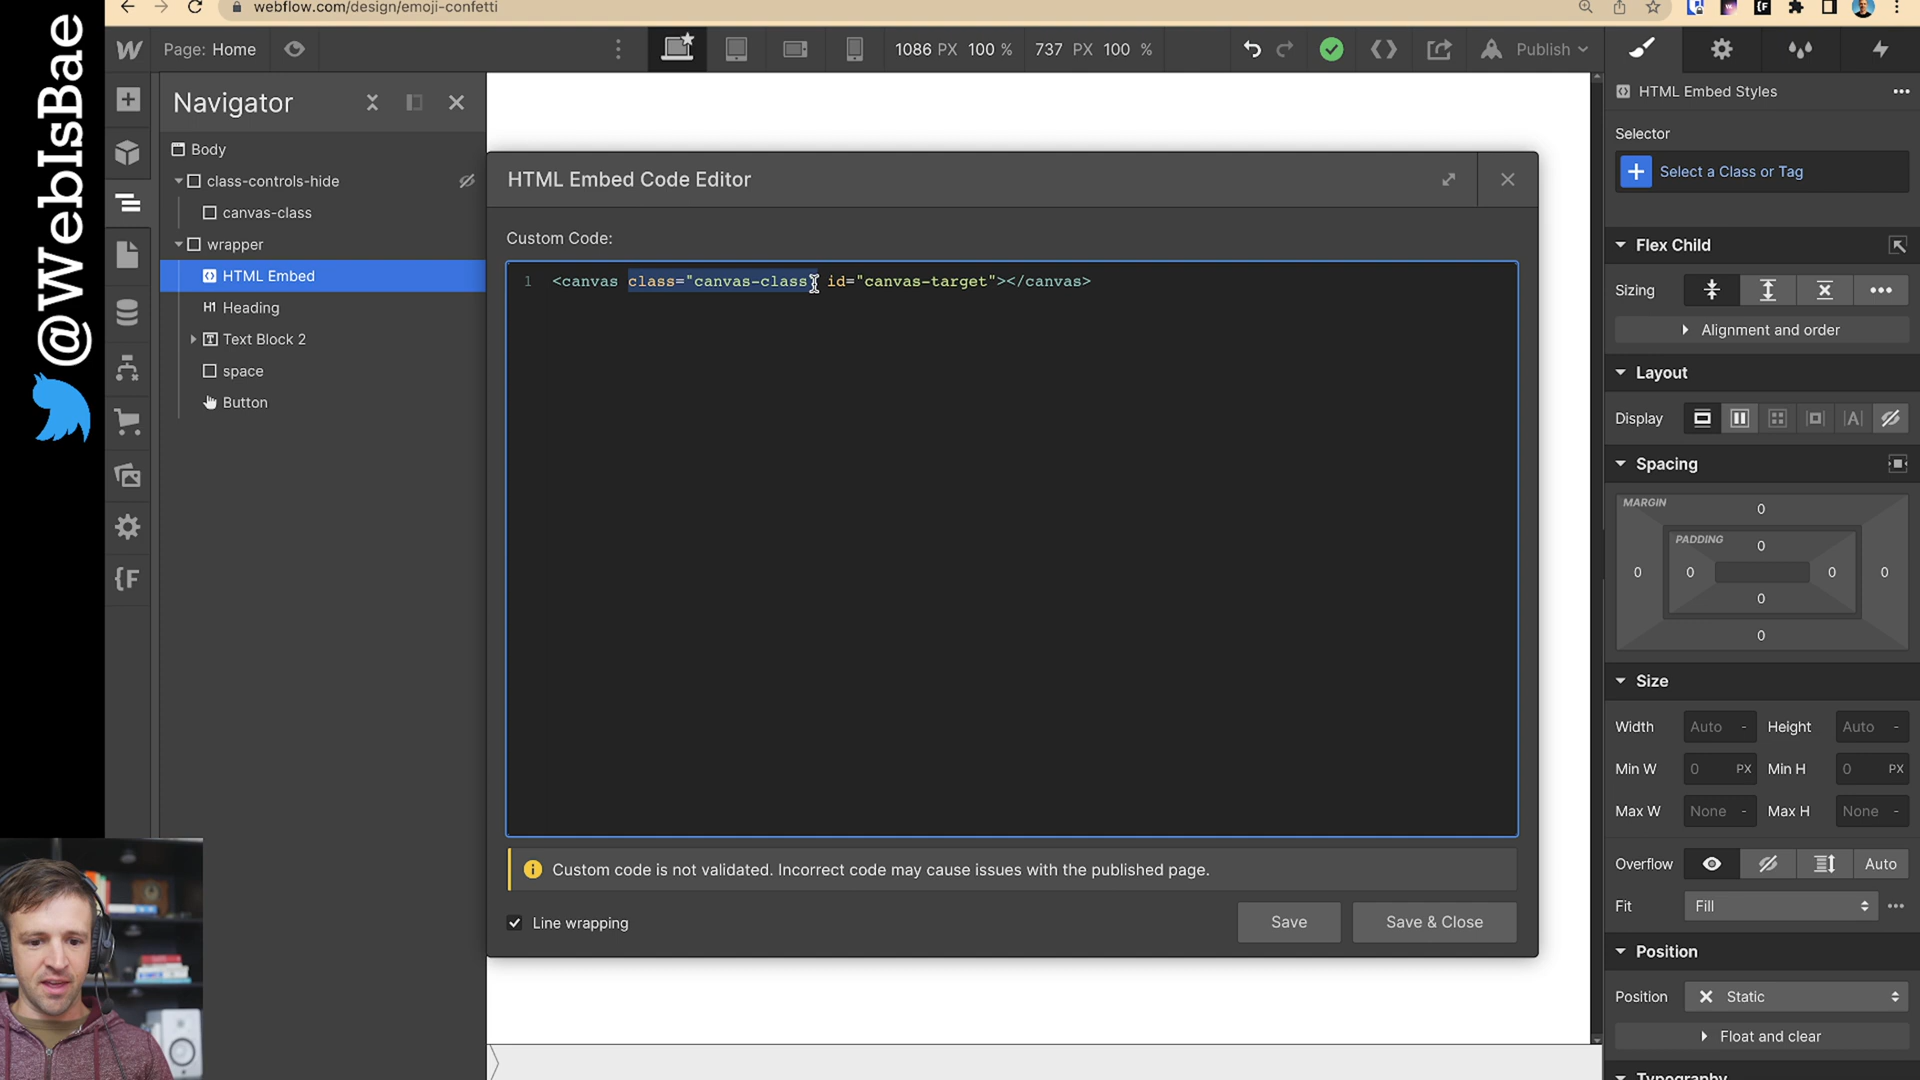 webflow.com/design/emoji-confetti
@WebIsBae
Page: Home
1086 PX 100 % 737 PX 100 %
Publish
Navigator
Body
class-controls-hide
canvas-class
wrapper
HTML Embed
Heading
Text Block 2
space
Button
HTML Embed Code Editor
Custom Code:
1 <canvas class="canvas-class" id="canvas-target"></canvas>
Custom code is not validated. Incorrect code may cause issues with the published page.
Line wrapping
Save
Save & Close
HTML Embed Styles
Selector
Select a Class or Tag
Flex Child
Sizing
Alignment and order
Layout
Display
Spacing
MARGIN
0
PADDING
0
0 0 0 0
0
0
Size
Width Auto - Height Auto -
Min W 0 PX Min H 0 PX
Max W None - Max H None -
Overflow Auto
Fit Fill
Position
Position Static
Float and clear
Typography